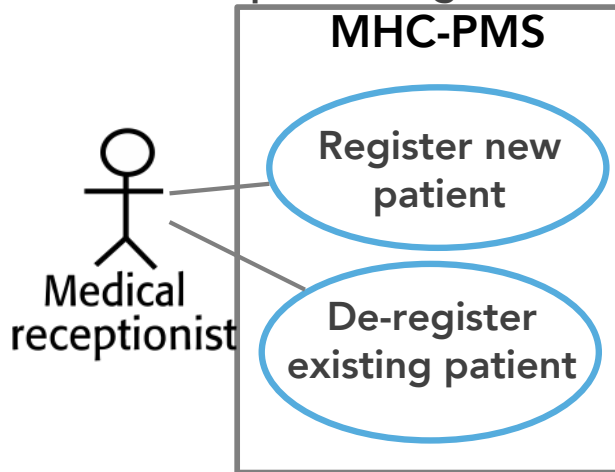 MHC-PMS
Register new
patient
Medical
receptionist
De-register
existing patient